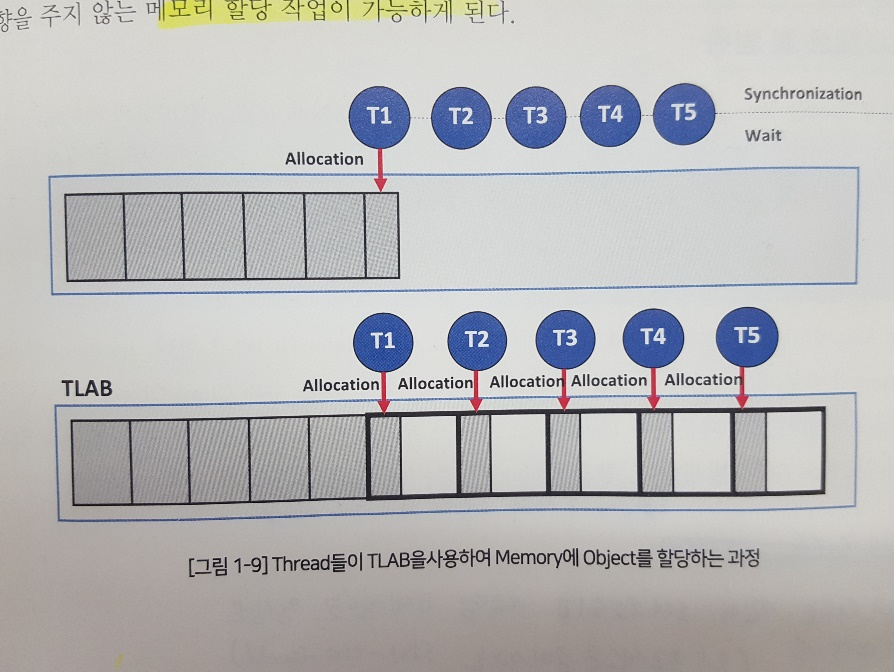 향을 주지 않는 메모리 할당 작업이 가능하게 된다.
T1 T2 T3 T4 T5
Synchronization
Wait
Allocation
T1 T2 T3 T4 T5
TLAB
Allocation Allocation Allocation Allocation Allocation
[그림 1-9] Thread들이 TLAB을사용하여 Memory에 Object를 할당하는 과정